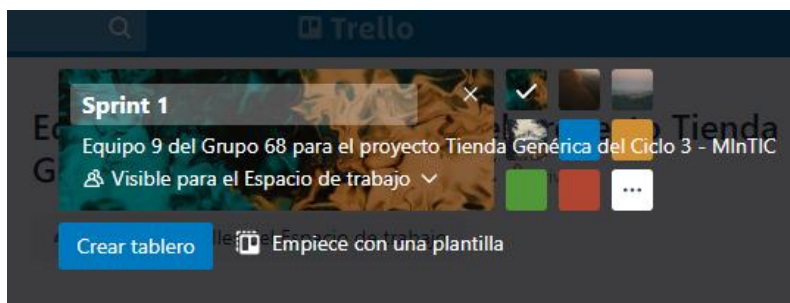 Trello
Sprint 1
Equipo 9 del Grupo 68 para el proyecto Tienda Genérica del Ciclo 3 - MInTIC
Visible para el Espacio de trabajo
Crear tablero
Empiece con una plantilla